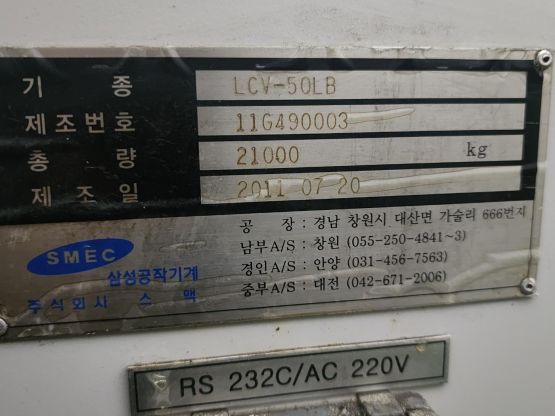 기 종 LCV-50LB
제조번호 11G490003
총 량 21000 kg
제 조 일 2011 07 20
SMEC
삼성공작기계
주식회사 스 맥
공 장 : 경남 창원시 대산면 가술리 666번지
남부A/S : 창원 (055-250-4841~3)
경인A/S : 안양 (031-456-7563)
중부A/S : 대전 (042-671-2006)
RS 232C/AC 220V